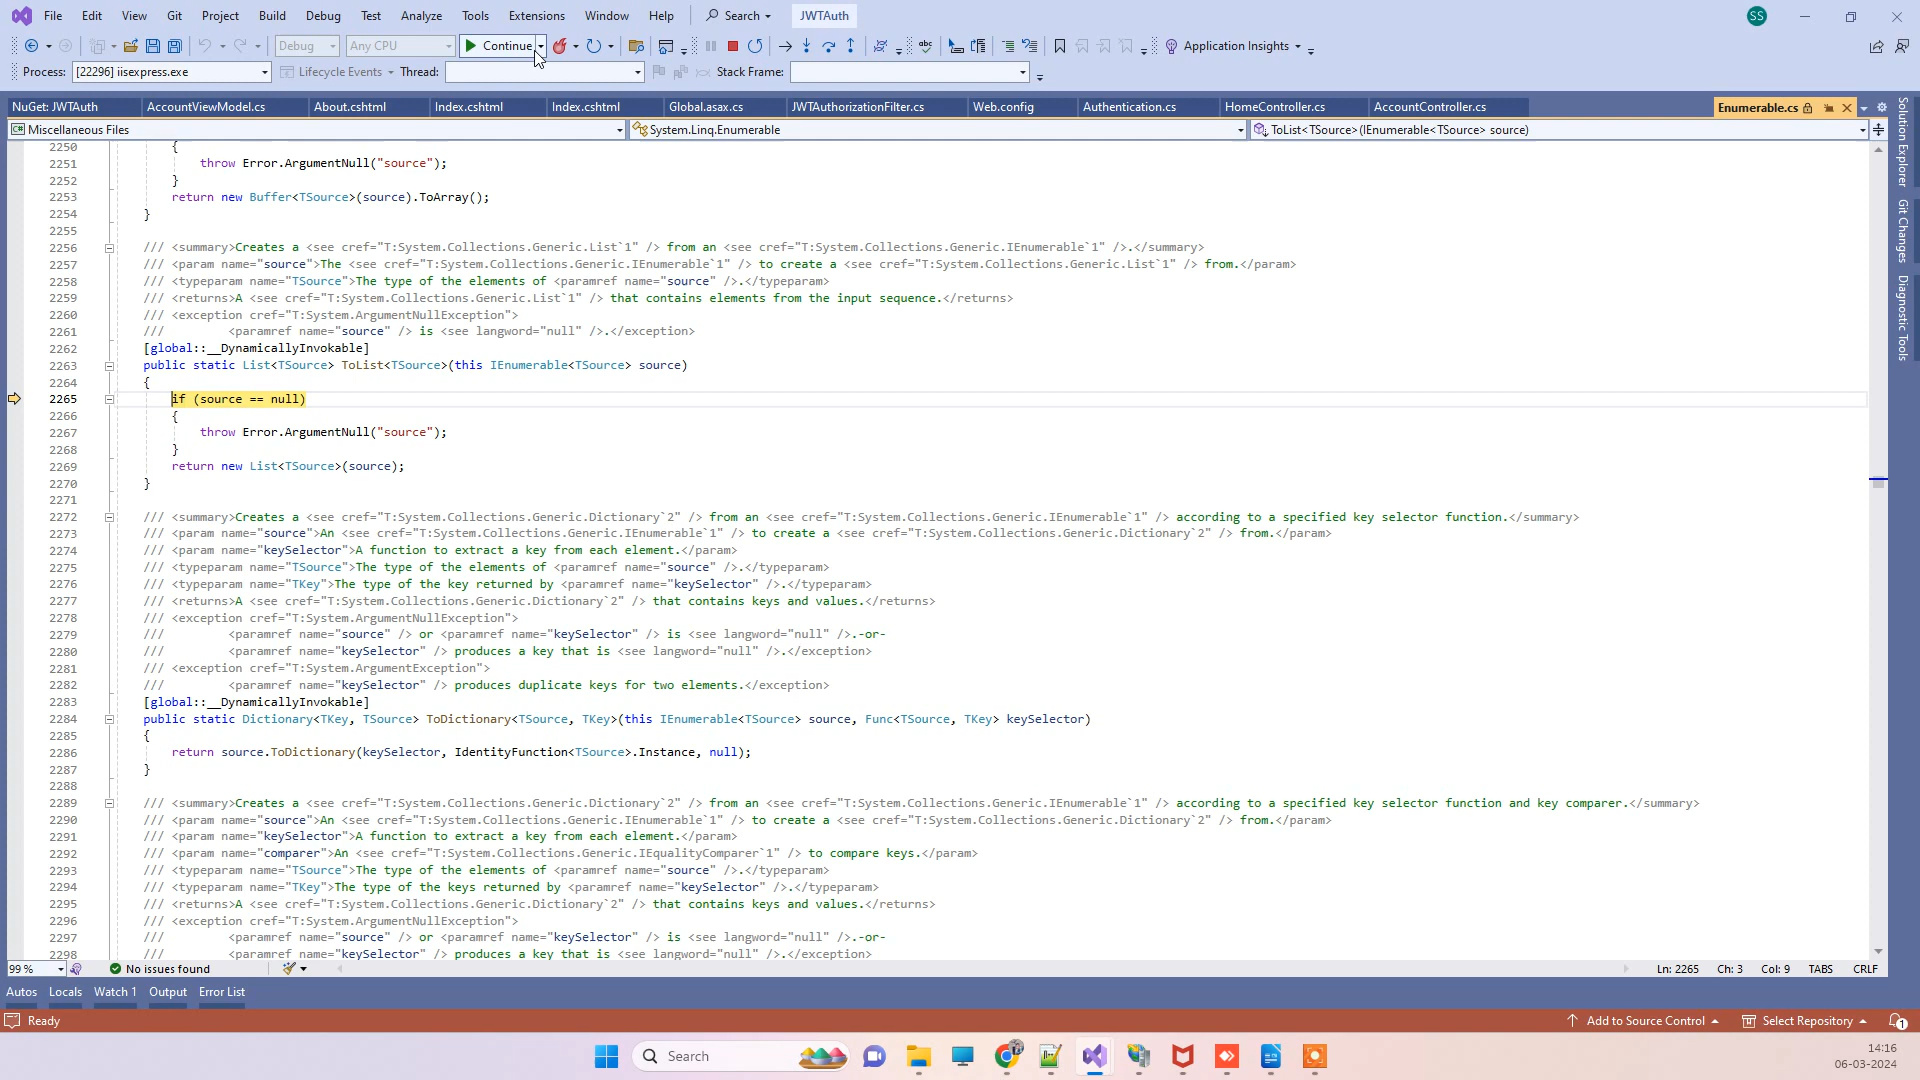 File Edit View Git Project Build Debug Test Analyze Tools Extensions Window Help Search JWTAuth SS
Debug Any CPU Continue Application Insights
Process: [22296] iisexpress.exe Lifecycle Events Thread: Stack Frame:
NuGet: JWTAuth AccountViewModel.cs About.cshtml Index.cshtml Index.cshtml Global.asax.cs JWTAuthorizationFilter.cs Web.config Authentication.cs HomeController.cs AccountController.cs Enumerable.cs
C# Miscellaneous Files System.Linq.Enumerable ToList<TSource>(IEnumerable<TSource> source)
2250 {
2251 throw Error.ArgumentNull("source");
2252 }
2253 return new Buffer<TSource>(source).ToArray();
2254 }
2255
2256 /// <summary>Creates a <see cref="T:System.Collections.Generic.List`1" /> from an <see cref="T:System.Collections.Generic.IEnumerable`1" />.</summary>
2257 /// <param name="source">The <see cref="T:System.Collections.Generic.IEnumerable`1" /> to create a <see cref="T:System.Collections.Generic.List`1" /> from.</param>
2258 /// <typeparam name="TSource">The type of the elements of <paramref name="source" />.</typeparam>
2259 /// <returns>A <see cref="T:System.Collections.Generic.List`1" /> that contains elements from the input sequence.</returns>
2260 /// <exception cref="T:System.ArgumentNullException">
2261 /// <paramref name="source" /> is <see langword="null" />.</exception>
2262 [global::__DynamicallyInvokable]
2263 public static List<TSource> ToList<TSource>(this IEnumerable<TSource> source)
2264 {
2265 if (source == null)
2266 {
2267 throw Error.ArgumentNull("source");
2268 }
2269 return new List<TSource>(source);
2270 }
2271
2272 /// <summary>Creates a <see cref="T:System.Collections.Generic.Dictionary`2" /> from an <see cref="T:System.Collections.Generic.IEnumerable`1" /> according to a specified key selector function.</summary>
2273 /// <param name="source">An <see cref="T:System.Collections.Generic.IEnumerable`1" /> to create a <see cref="T:System.Collections.Generic.Dictionary`2" /> from.</param>
2274 /// <param name="keySelector">A function to extract a key from each element.</param>
2275 /// <typeparam name="TSource">The type of the elements of <paramref name="source" />.</typeparam>
2276 /// <typeparam name="TKey">The type of the key returned by <paramref name="keySelector" />.</typeparam>
2277 /// <returns>A <see cref="T:System.Collections.Generic.Dictionary`2" /> that contains keys and values.</returns>
2278 /// <exception cref="T:System.ArgumentNullException">
2279 /// <paramref name="source" /> or <paramref name="keySelector" /> is <see langword="null" />.-or-
2280 /// <paramref name="keySelector" /> produces a key that is <see langword="null" />.</exception>
2281 /// <exception cref="T:System.ArgumentException">
2282 /// <paramref name="keySelector" /> produces duplicate keys for two elements.</exception>
2283 [global::__DynamicallyInvokable]
2284 public static Dictionary<TKey, TSource> ToDictionary<TSource, TKey>(this IEnumerable<TSource> source, Func<TSource, TKey> keySelector)
2285 {
2286 return source.ToDictionary(keySelector, IdentityFunction<TSource>.Instance, null);
2287 }
2288
2289 /// <summary>Creates a <see cref="T:System.Collections.Generic.Dictionary`2" /> from an <see cref="T:System.Collections.Generic.IEnumerable`1" /> according to a specified key selector function and key comparer.</summary>
2290 /// <param name="source">An <see cref="T:System.Collections.Generic.IEnumerable`1" /> to create a <see cref="T:System.Collections.Generic.Dictionary`2" /> from.</param>
2291 /// <param name="keySelector">A function to extract a key from each element.</param>
2292 /// <param name="comparer">An <see cref="T:System.Collections.Generic.IEqualityComparer`1" /> to compare keys.</param>
2293 /// <typeparam name="TSource">The type of the elements of <paramref name="source" />.</typeparam>
2294 /// <typeparam name="TKey">The type of the keys returned by <paramref name="keySelector" />.</typeparam>
2295 /// <returns>A <see cref="T:System.Collections.Generic.Dictionary`2" /> that contains keys and values.</returns>
2296 /// <exception cref="T:System.ArgumentNullException">
2297 /// <paramref name="source" /> or <paramref name="keySelector" /> is <see langword="null" />.-or-
2298 /// <paramref name="keySelector" /> produces a key that is <see langword="null" />.</exception>
Solution Explorer
Git Changes
Diagnostic Tools
99 % No issues found Ln: 2265 Ch: 3 Col: 9 TABS CRLF
Autos Locals Watch 1 Output Error List
Ready Add to Source Control Select Repository 1
Search
14:16
06-03-2024